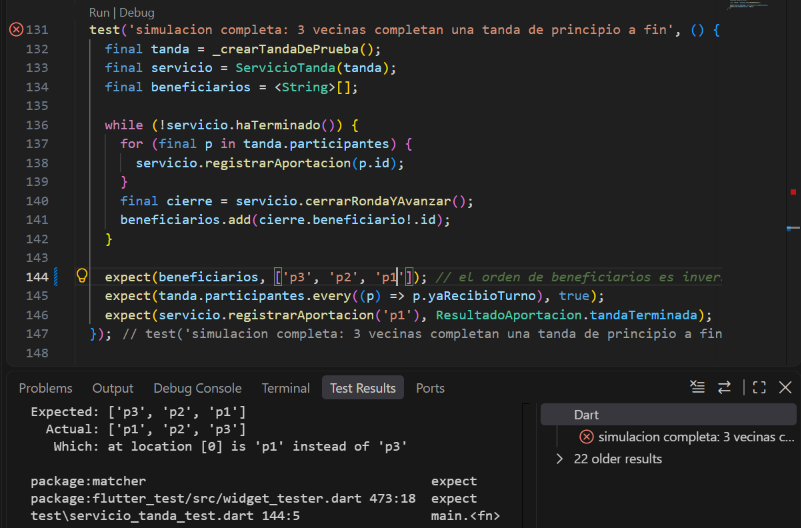 Run | Debug
131 test('simulacion completa: 3 vecinas completan una tanda de principio a fin', () {
132 final tanda = _crearTandaDePrueba();
133 final servicio = ServicioTanda(tanda);
134 final beneficiarios = <String>[];
135
136 while (!servicio.haTerminado()) {
137 for (final p in tanda.participantes) {
138 servicio.registrarAportacion(p.id);
139 }
140 final cierre = servicio.cerrarRondaYAvanzar();
141 beneficiarios.add(cierre.beneficiario!.id);
142 }
143
144 expect(beneficiarios, ['p3', 'p2', 'p1']); // el orden de beneficiarios es inver
145 expect(tanda.participantes.every((p) => p.yaRecibioTurno), true);
146 expect(servicio.registrarAportacion('p1'), ResultadoAportacion.tandaTerminada);
147 }); // test('simulacion completa: 3 vecinas completan una tanda de principio a fin
148
Problems Output Debug Console Terminal Test Results Ports
Expected: ['p3', 'p2', 'p1']
Actual: ['p1', 'p2', 'p3']
Which: at location [0] is 'p1' instead of 'p3'
package:matcher expect
package:flutter_test/src/widget_tester.dart 473:18 expect
test\servicio_tanda_test.dart 144:5 main.<fn>
Dart
simulacion completa: 3 vecinas c...
22 older results